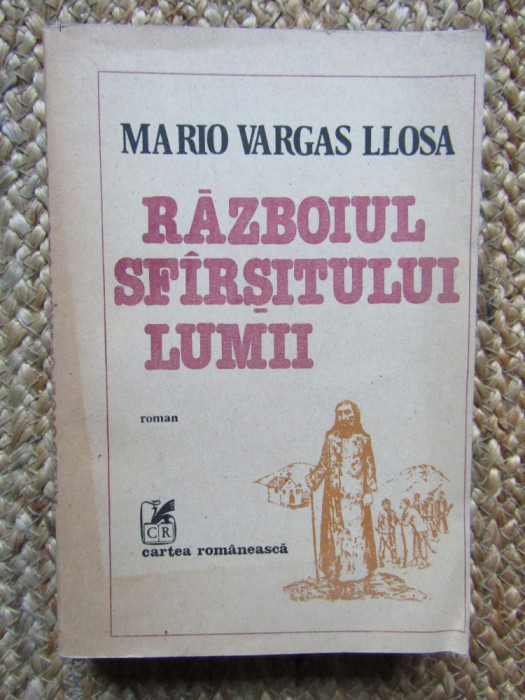 MARIO VARGAS LLOSA
RĂZBOIUL
SFÎRȘITULUI
LUMII
roman
CR
cartea românească